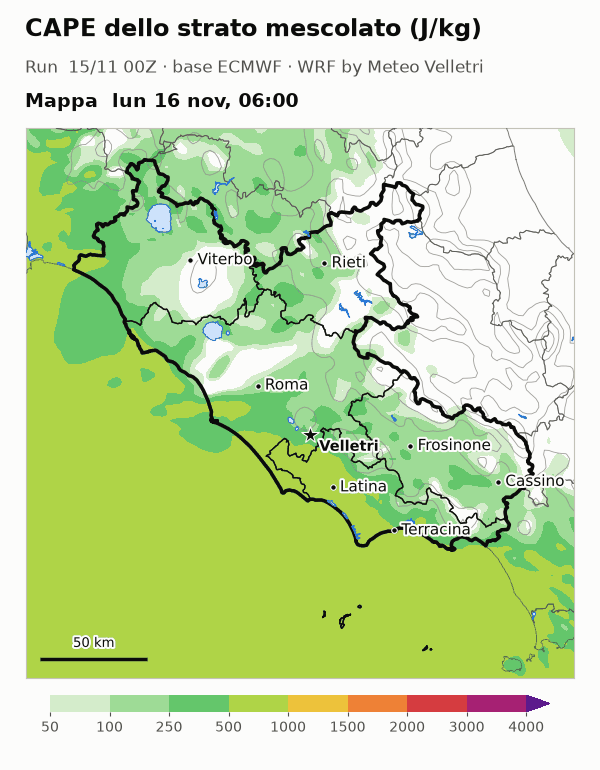 CAPE dello strato mescolato (J/kg)
Run  15/11 00Z · base ECMWF · WRF by Meteo Velletri
Mappa  lun 16 nov, 06:00
Viterbo
Rieti
Roma
Velletri
Frosinone
Cassino
Latina
Terracina
50 km
50 100 250 500 1000 1500 2000 3000 4000